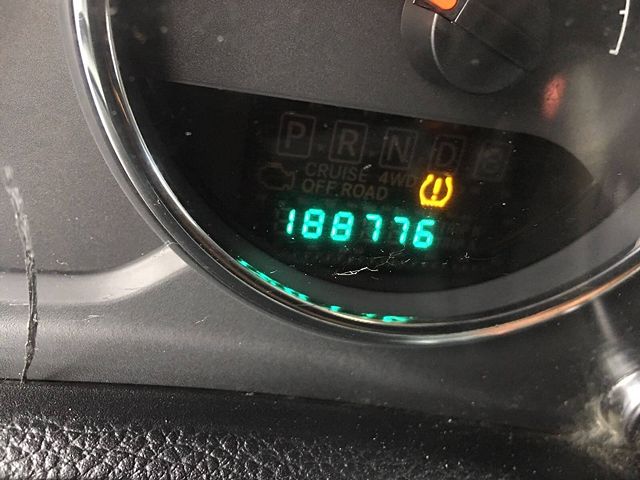 P R N D
CRUISE 4WD
OFF ROAD
188776